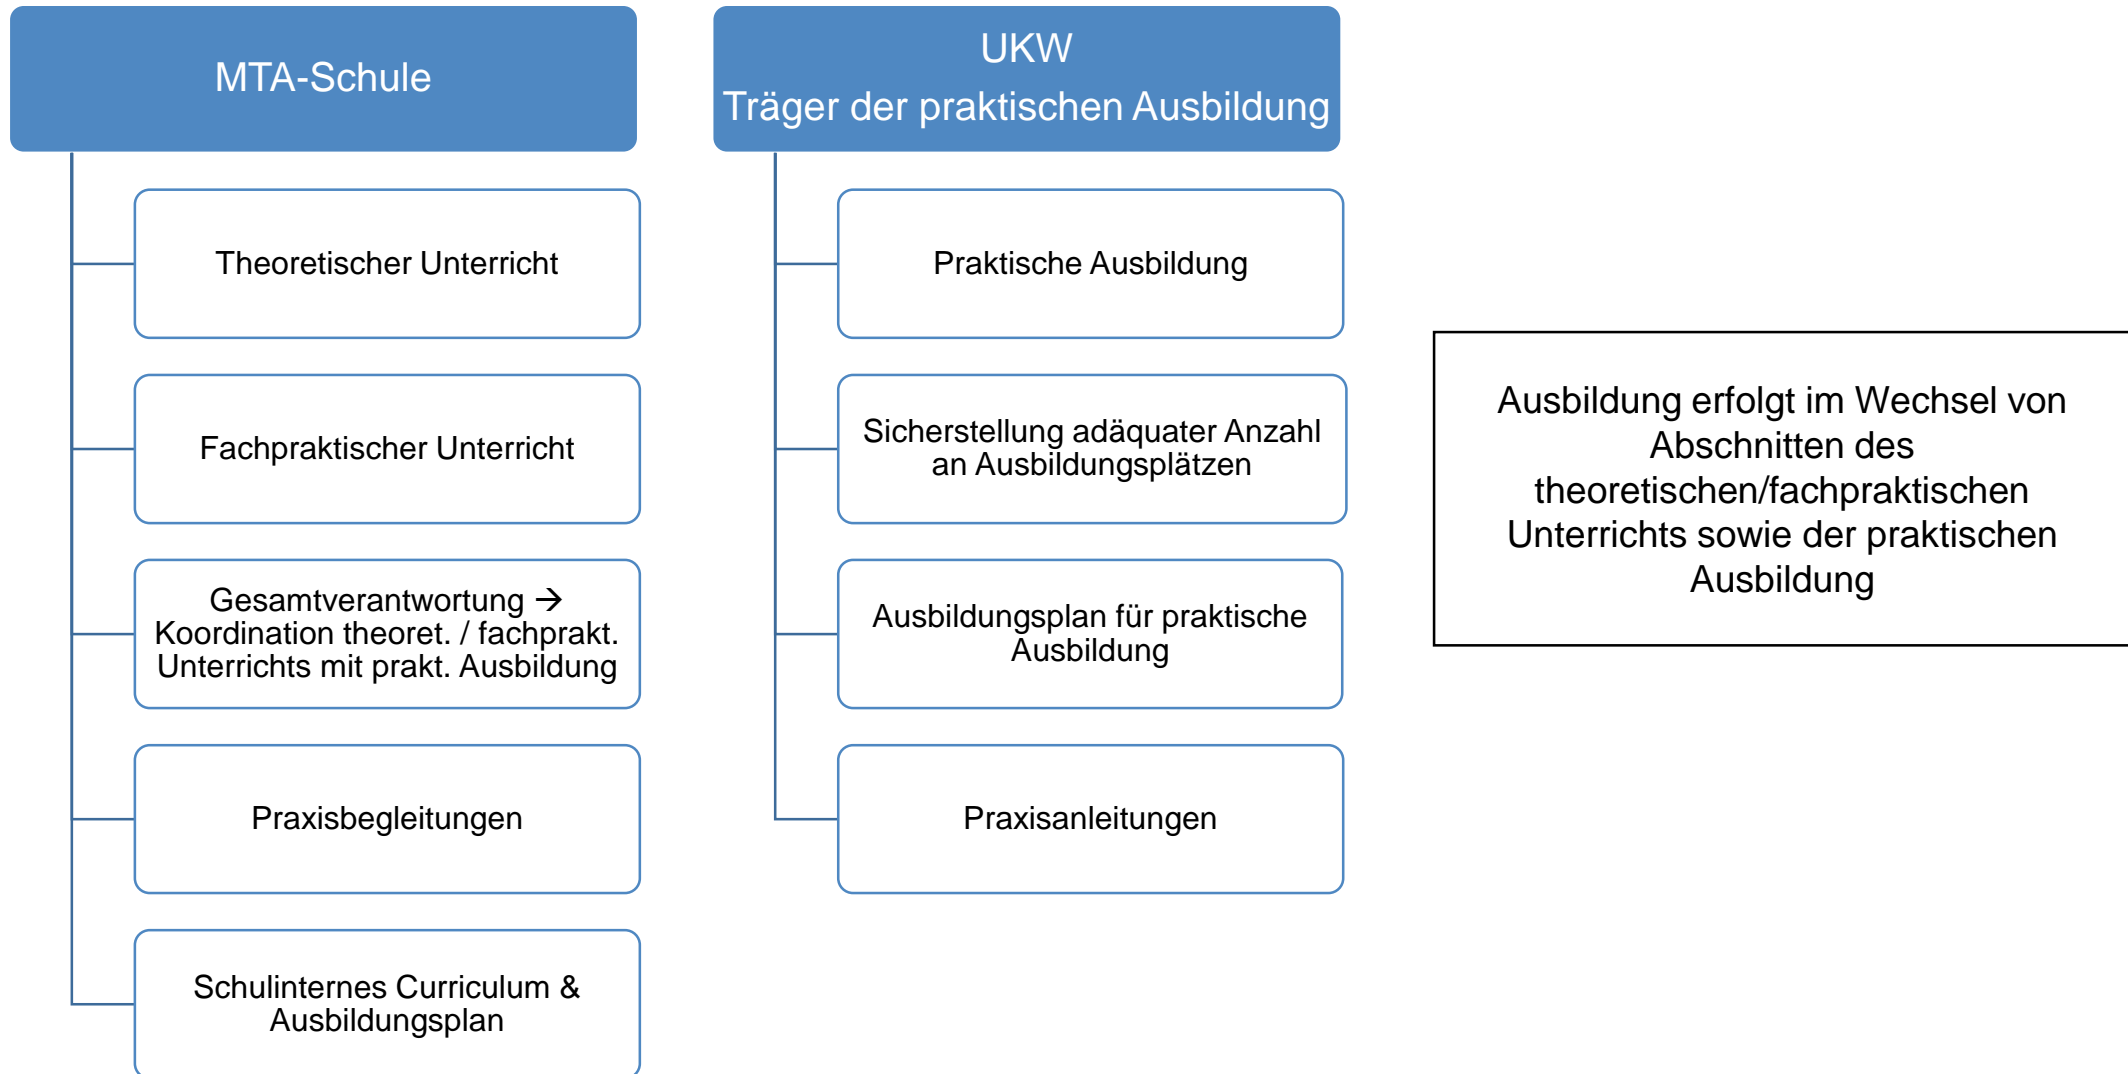 MTA-Schule
Theoretischer Unterricht
Fachpraktischer Unterricht
Gesamtverantwortung →
Koordination theoret. / fachprakt.
Unterrichts mit prakt. Ausbildung
Praxisbegleitungen
Schulinternes Curriculum &
Ausbildungsplan
UKW
Träger der praktischen Ausbildung
Praktische Ausbildung
Sicherstellung adäquater Anzahl
an Ausbildungsplätzen
Ausbildungsplan für praktische
Ausbildung
Praxisanleitungen
Ausbildung erfolgt im Wechsel von
Abschnitten des
theoretischen/fachpraktischen
Unterrichts sowie der praktischen
Ausbildung